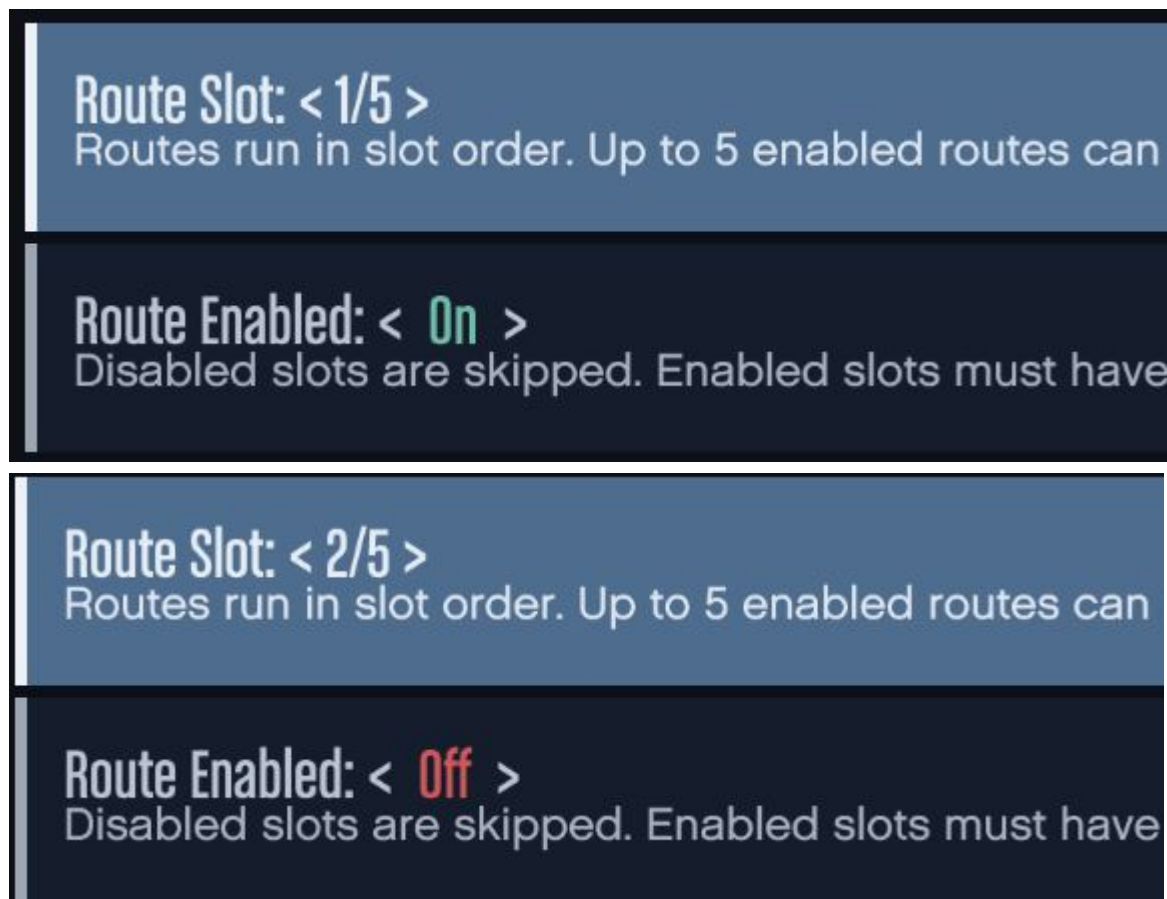 Route Slot: < 1/5 >
Routes run in slot order. Up to 5 enabled routes can
Route Enabled: < On >
Disabled slots are skipped. Enabled slots must have
Route Slot: < 2/5 >
Routes run in slot order. Up to 5 enabled routes can
Route Enabled: < Off >
Disabled slots are skipped. Enabled slots must have